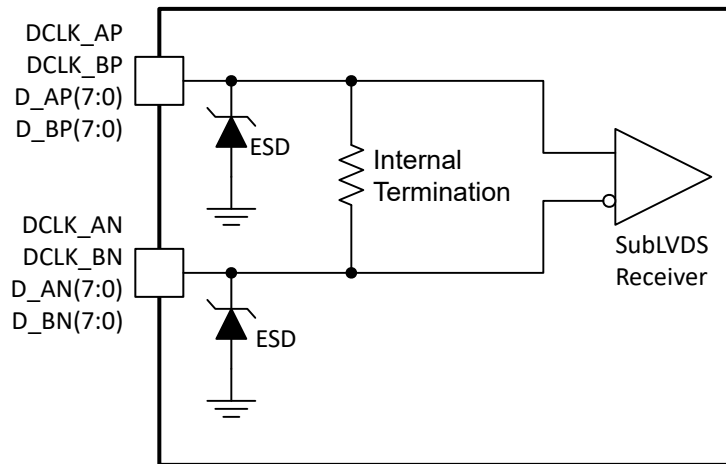 DCLK_AP
DCLK_BP
D_AP(7:0)
D_BP(7:0)
ESD
Internal
Termination
DCLK_AN
DCLK_BN
D_AN(7:0)
D_BN(7:0)
SubLVDS
Receiver
ESD